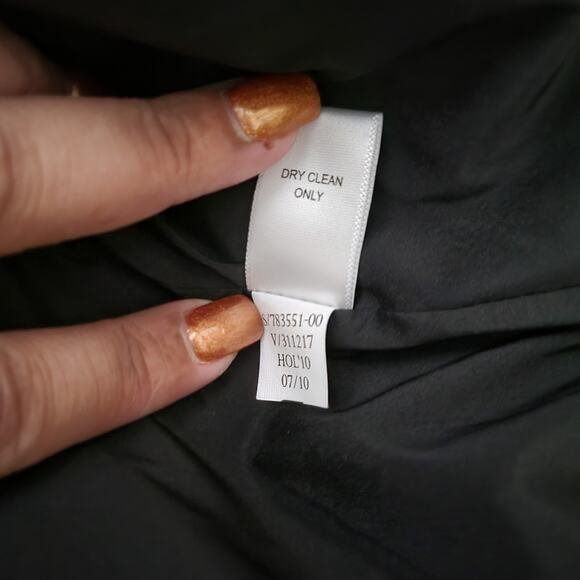 DRY CLEAN
ONLY
S/783551-00
V/311217
HOL'10
07/10